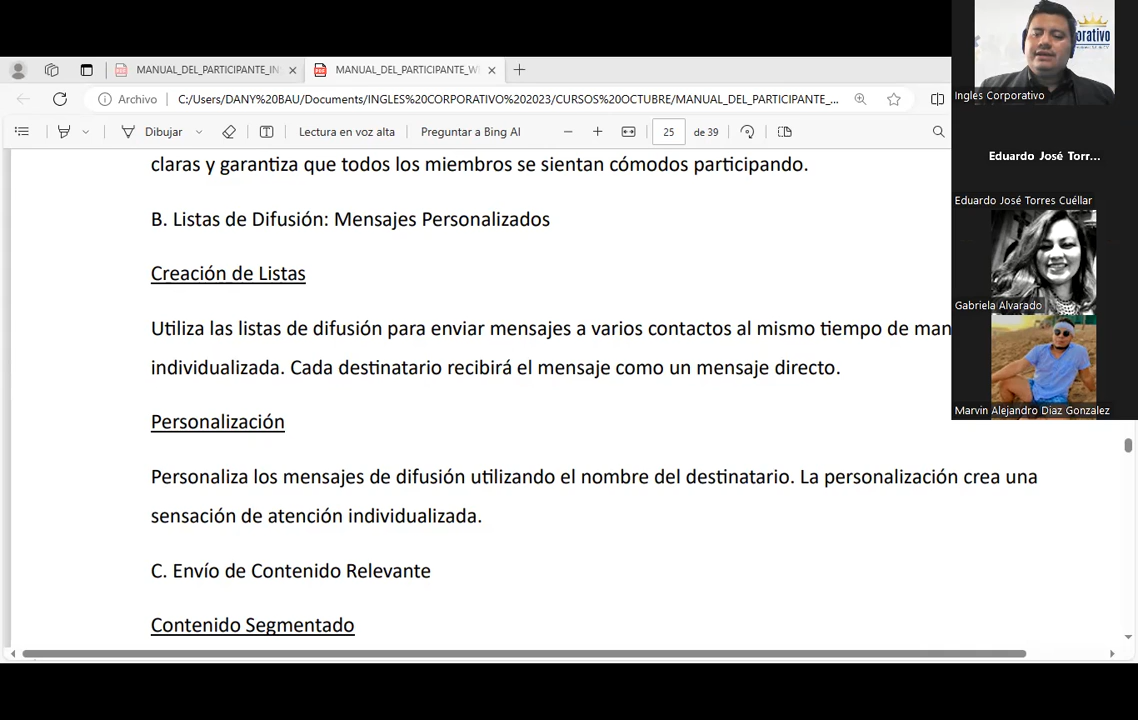 MANUAL_DEL_PARTICIPANTE_IN
MANUAL_DEL_PARTICIPANTE_WI
Archivo
C:/Users/DANY%20BAU/Documents/INGLES%20CORPORATIVO%202023/CURSOS%20OCTUBRE/MANUAL_DEL_PARTICIPANTE_...
Dibujar
Lectura en voz alta
Preguntar a Bing AI
25
de 39
claras y garantiza que todos los miembros se sientan cómodos participando.
B. Listas de Difusión: Mensajes Personalizados
Creación de Listas
Utiliza las listas de difusión para enviar mensajes a varios contactos al mismo tiempo de man
individualizada. Cada destinatario recibirá el mensaje como un mensaje directo.
Personalización
Personaliza los mensajes de difusión utilizando el nombre del destinatario. La personalización crea una
sensación de atención individualizada.
C. Envío de Contenido Relevante
Contenido Segmentado
orativo
Inglés Corporativo
Eduardo José Torr...
Eduardo José Torres Cuéllar
Gabriela Alvarado
Marvin Alejandro Diaz Gonzalez